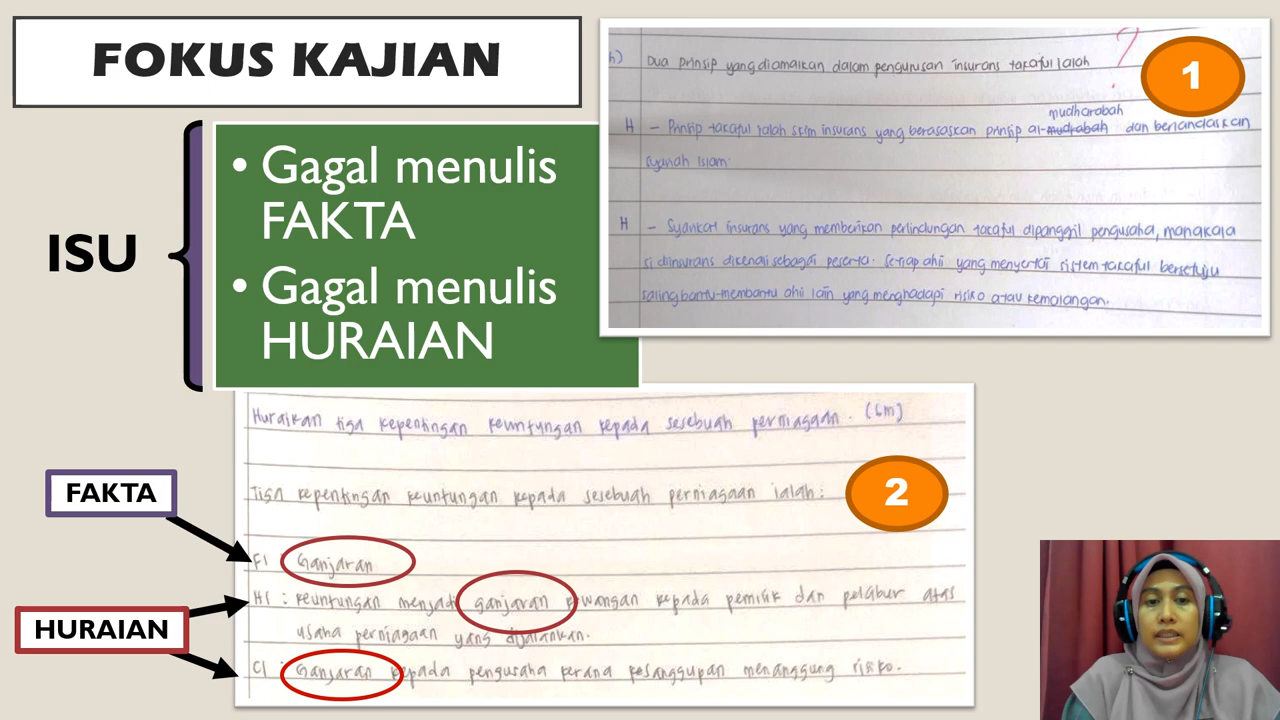 FOKUS KAJIAN
ISU
• Gagal menulis
FAKTA
• Gagal menulis
HURAIAN
1
h) Dua prinsip yang diamalkan dalam pengurusan insurans takaful ialah
mudharabah
H – Prinsip takaful ialah skim insurans yang berasaskan prinsip al-mudrabah dan berlandaskan
syariah Islam.
H – Syarikat insurans yang memberikan perlindungan takaful dipanggil pengusaha, manakala
si diinsurans dikenali sebagai peserta. Setiap ahli yang menyertai sistem takaful bersetuju
saling bantu-membantu ahli lain yang menghadapi risiko atau kemalangan.
Huraikan tiga kepentingan keuntungan kepada sesebuah perniagaan. (6m)
Tiga kepentingan keuntungan kepada sesebuah perniagaan ialah:
2
FAKTA
F1 : Ganjaran
H1 : Keuntungan menjadi ganjaran kewangan kepada pemilik dan pelabur atas
usaha perniagaan yang dijalankan.
HURAIAN
C1 : Ganjaran kepada pengusaha kerana kesanggupan menanggung risiko.